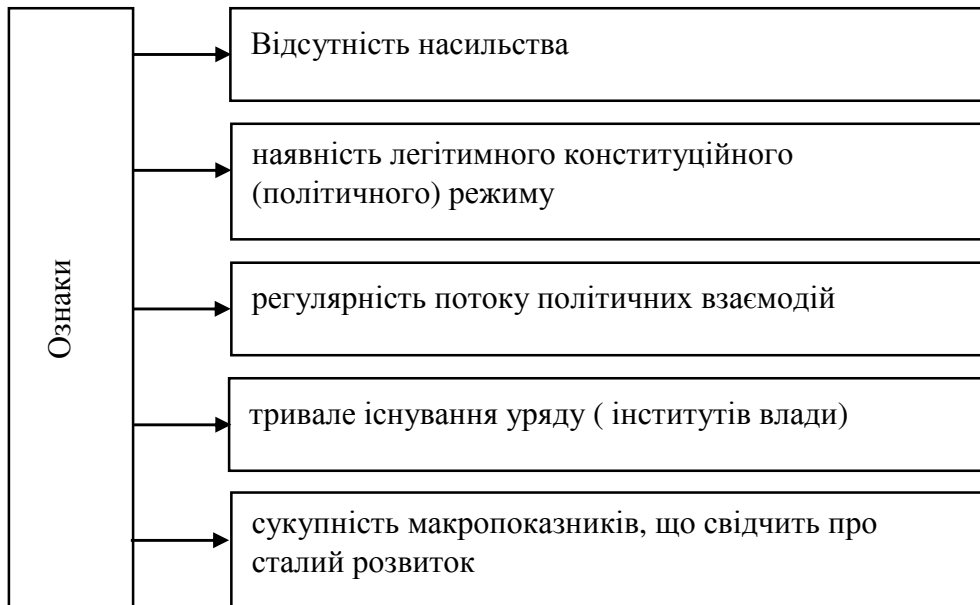 Ознаки
Відсутність насильства
наявність легітимного конституційного
(політичного) режиму
регулярність потоку політичних взаємодій
тривале існування уряду ( інститутів влади)
сукупність макропоказників, що свідчить про
сталий розвиток